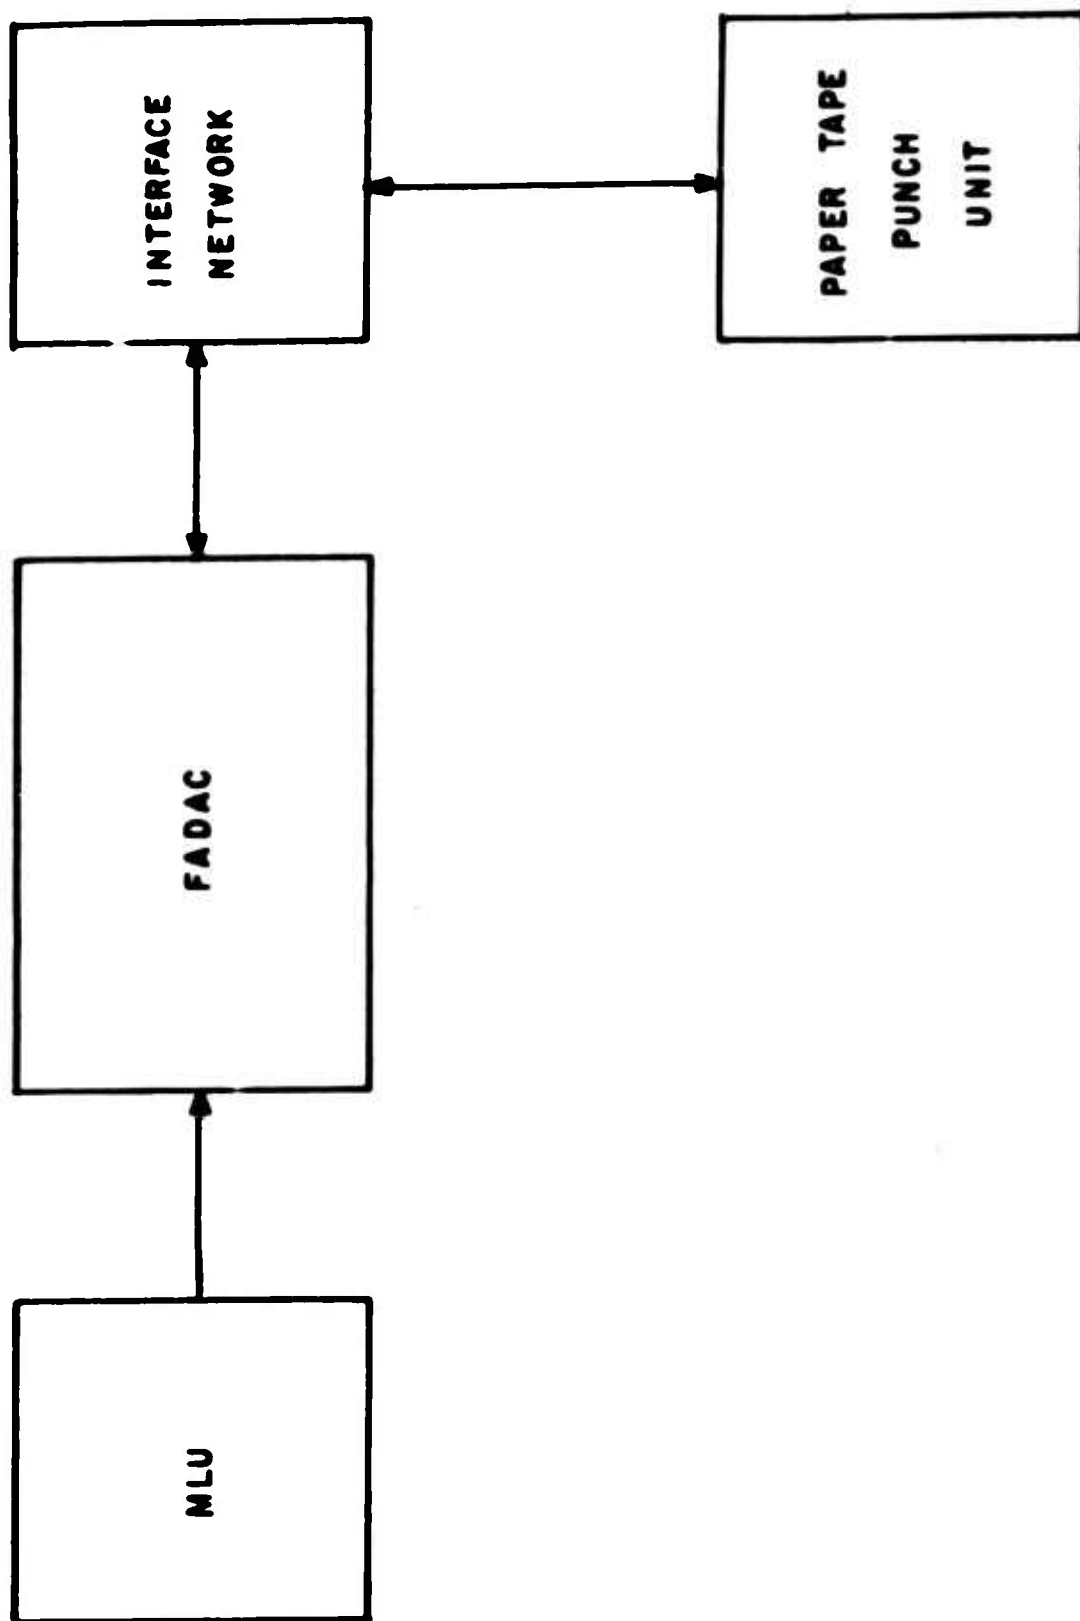 MLU
FADAC
INTERFACE
NETWORK
PAPER TAPE
PUNCH
UNIT